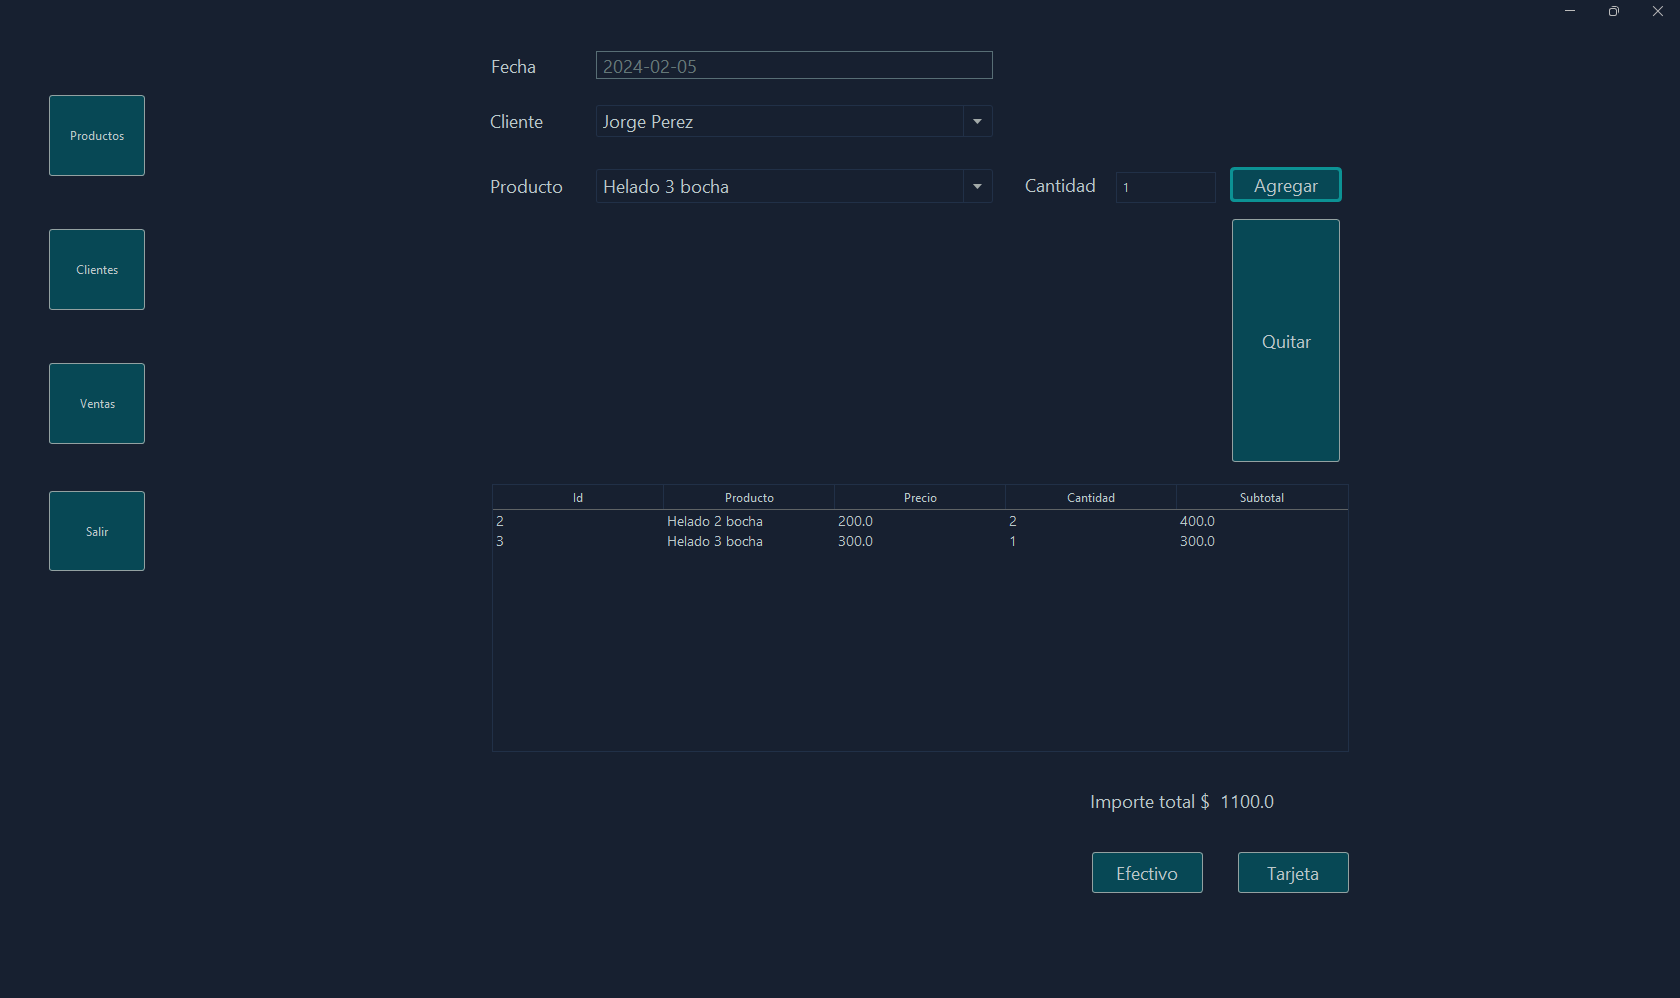 Fecha 2024-02-05
Cliente Jorge Perez
Producto Helado 3 bocha Cantidad 1 Agregar
Quitar
Productos
Clientes
Ventas
Salir
Id Producto Precio Cantidad Subtotal
2 Helado 2 bocha 200.0 2 400.0
3 Helado 3 bocha 300.0 1 300.0
Importe total $ 1100.0
Efectivo Tarjeta